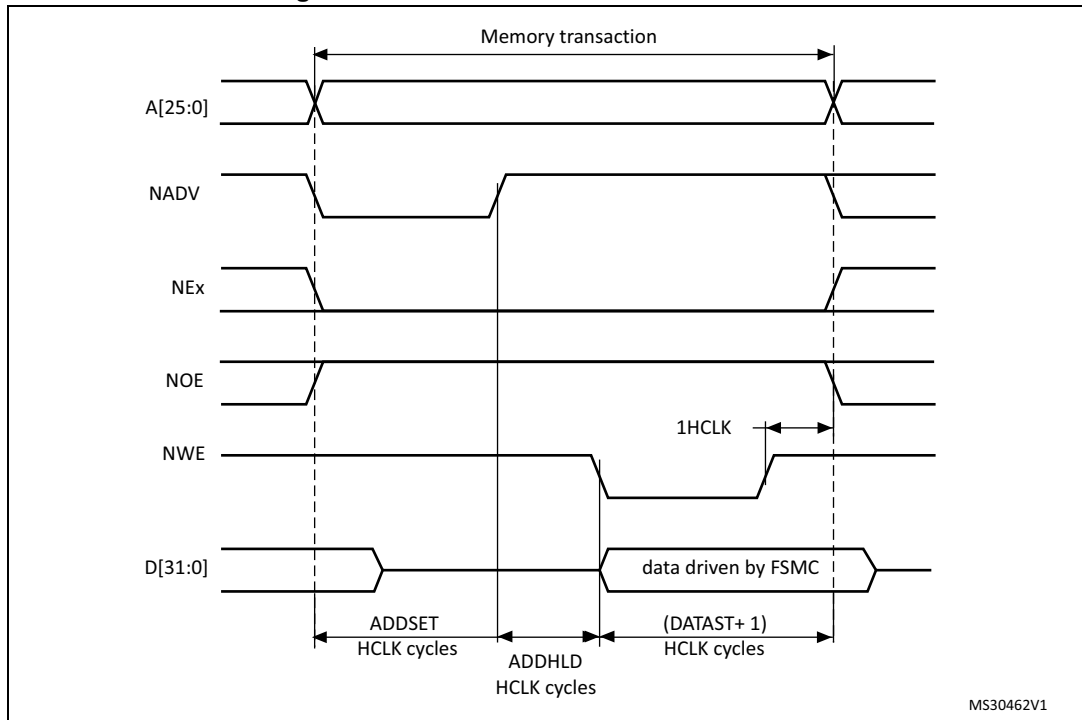 Memory transaction
A[25:0]
NADV
NEx
NOE
1HCLK
NWE
D[31:0]
data driven by FSMC
ADDSET
HCLK cycles
ADDHLD
HCLK cycles
(DATAST+ 1)
HCLK cycles
MS30462V1